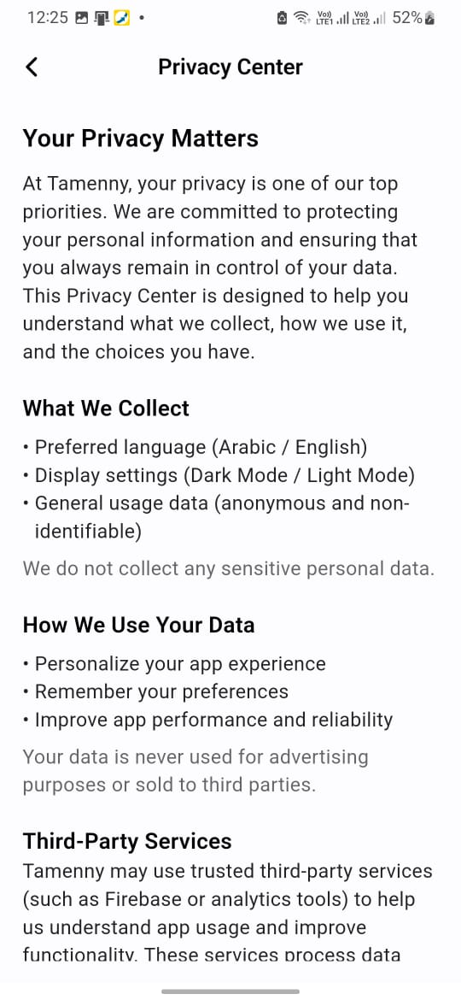 12:25
Vo)) LTE1 Vo)) LTE2 52%
Privacy Center
Your Privacy Matters
At Tamenny, your privacy is one of our top
priorities. We are committed to protecting
your personal information and ensuring that
you always remain in control of your data.
This Privacy Center is designed to help you
understand what we collect, how we use it,
and the choices you have.
What We Collect
• Preferred language (Arabic / English)
• Display settings (Dark Mode / Light Mode)
• General usage data (anonymous and non-
identifiable)
We do not collect any sensitive personal data.
How We Use Your Data
• Personalize your app experience
• Remember your preferences
• Improve app performance and reliability
Your data is never used for advertising
purposes or sold to third parties.
Third-Party Services
Tamenny may use trusted third-party services
(such as Firebase or analytics tools) to help
us understand app usage and improve
functionality. These services process data